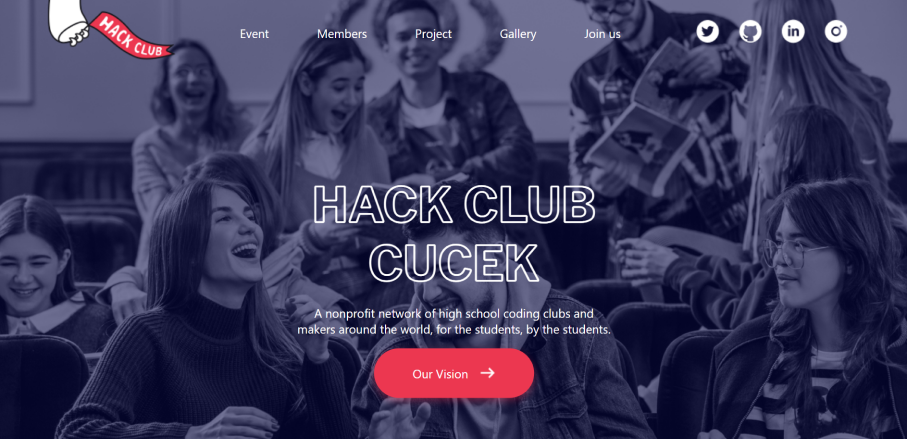 HACK CLUB
Event Members Project Gallery Join us
HACK CLUB
CUCEK
A nonprofit network of high school coding clubs and
makers around the world, for the students, by the students.
Our Vision